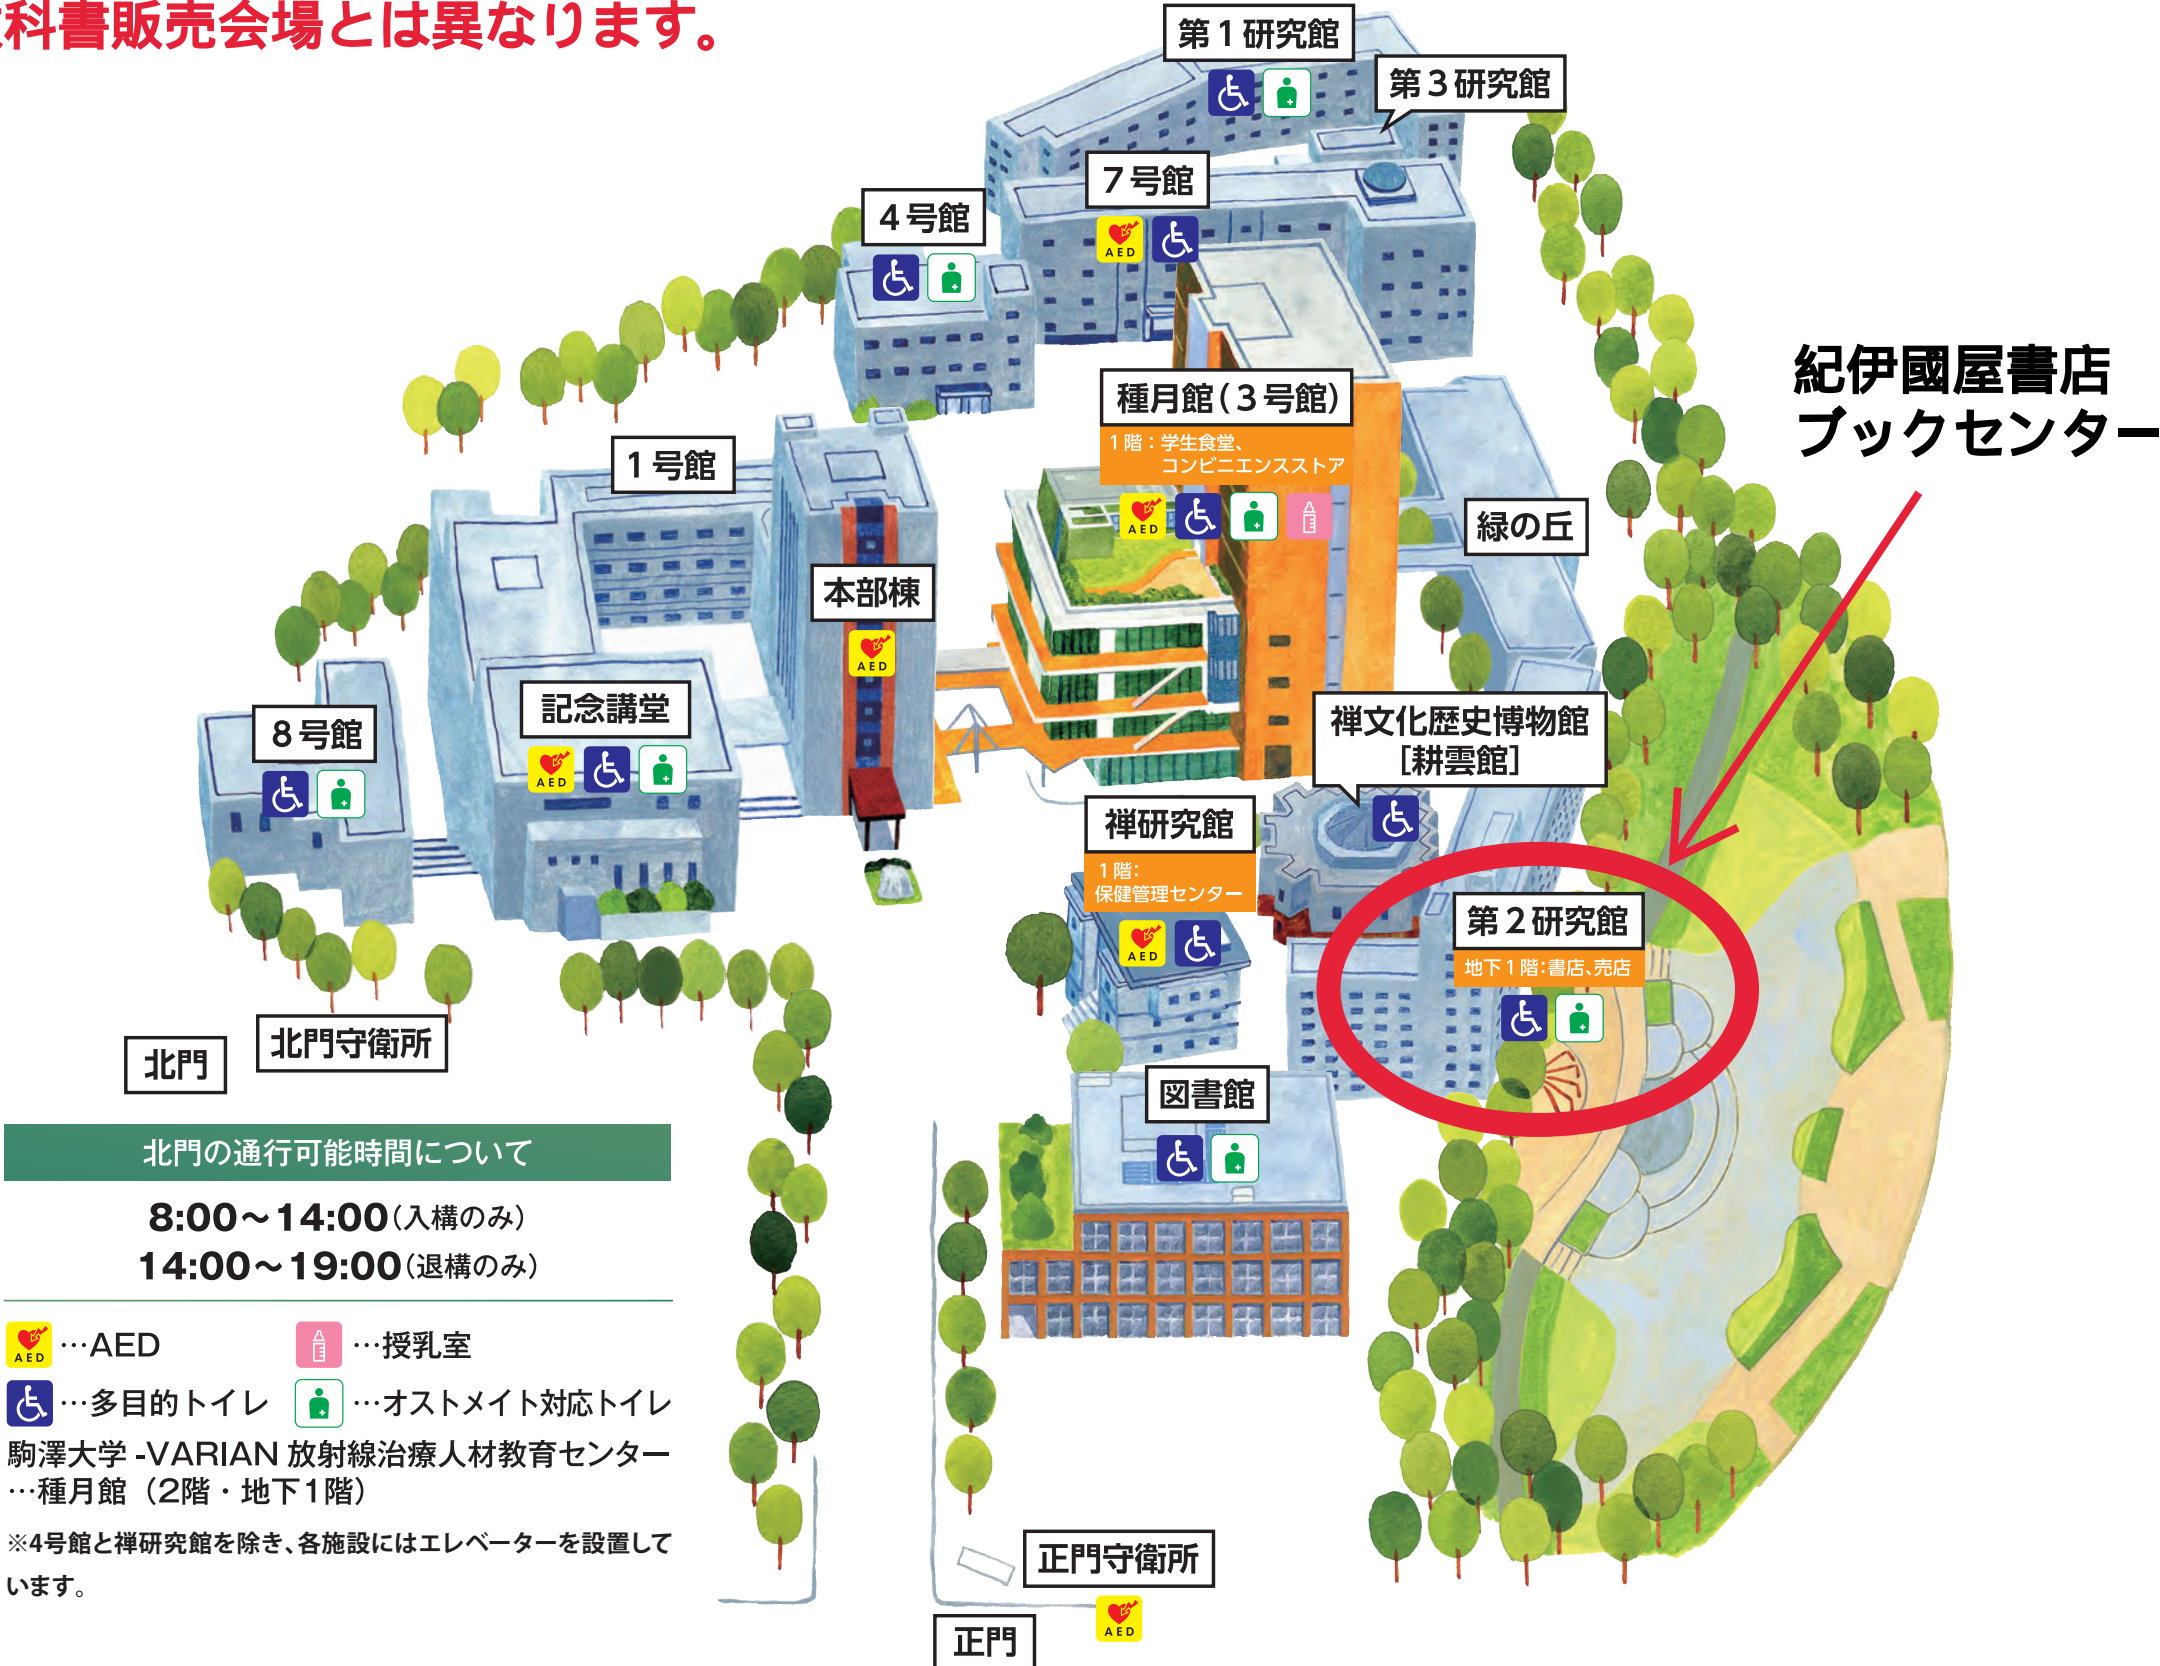 科書販売会場とは異なります。
第1研究館
第3研究館
7号館
AED
4号館
種月館(3号館)
1階：学生食堂、
コンビニエンスストア
AED
紀伊國屋書店
ブックセンター
1号館
緑の丘
本部棟
AED
記念講堂
AED
8号館
禅文化歴史博物館
[耕雲館]
禅研究館
1階：
保健管理センター
AED
第2研究館
地下1階：書店、売店
北門守衛所
北門
図書館
北門の通行可能時間について
8:00～14:00（入構のみ）
14:00～19:00（退構のみ）
AED …AED
…授乳室
…多目的トイレ
…オストメイト対応トイレ
駒澤大学 -VARIAN 放射線治療人材教育センター
…種月館（2階・地下1階）
※4号館と禅研究館を除き、各施設にはエレベーターを設置して
います。
正門守衛所
AED
正門